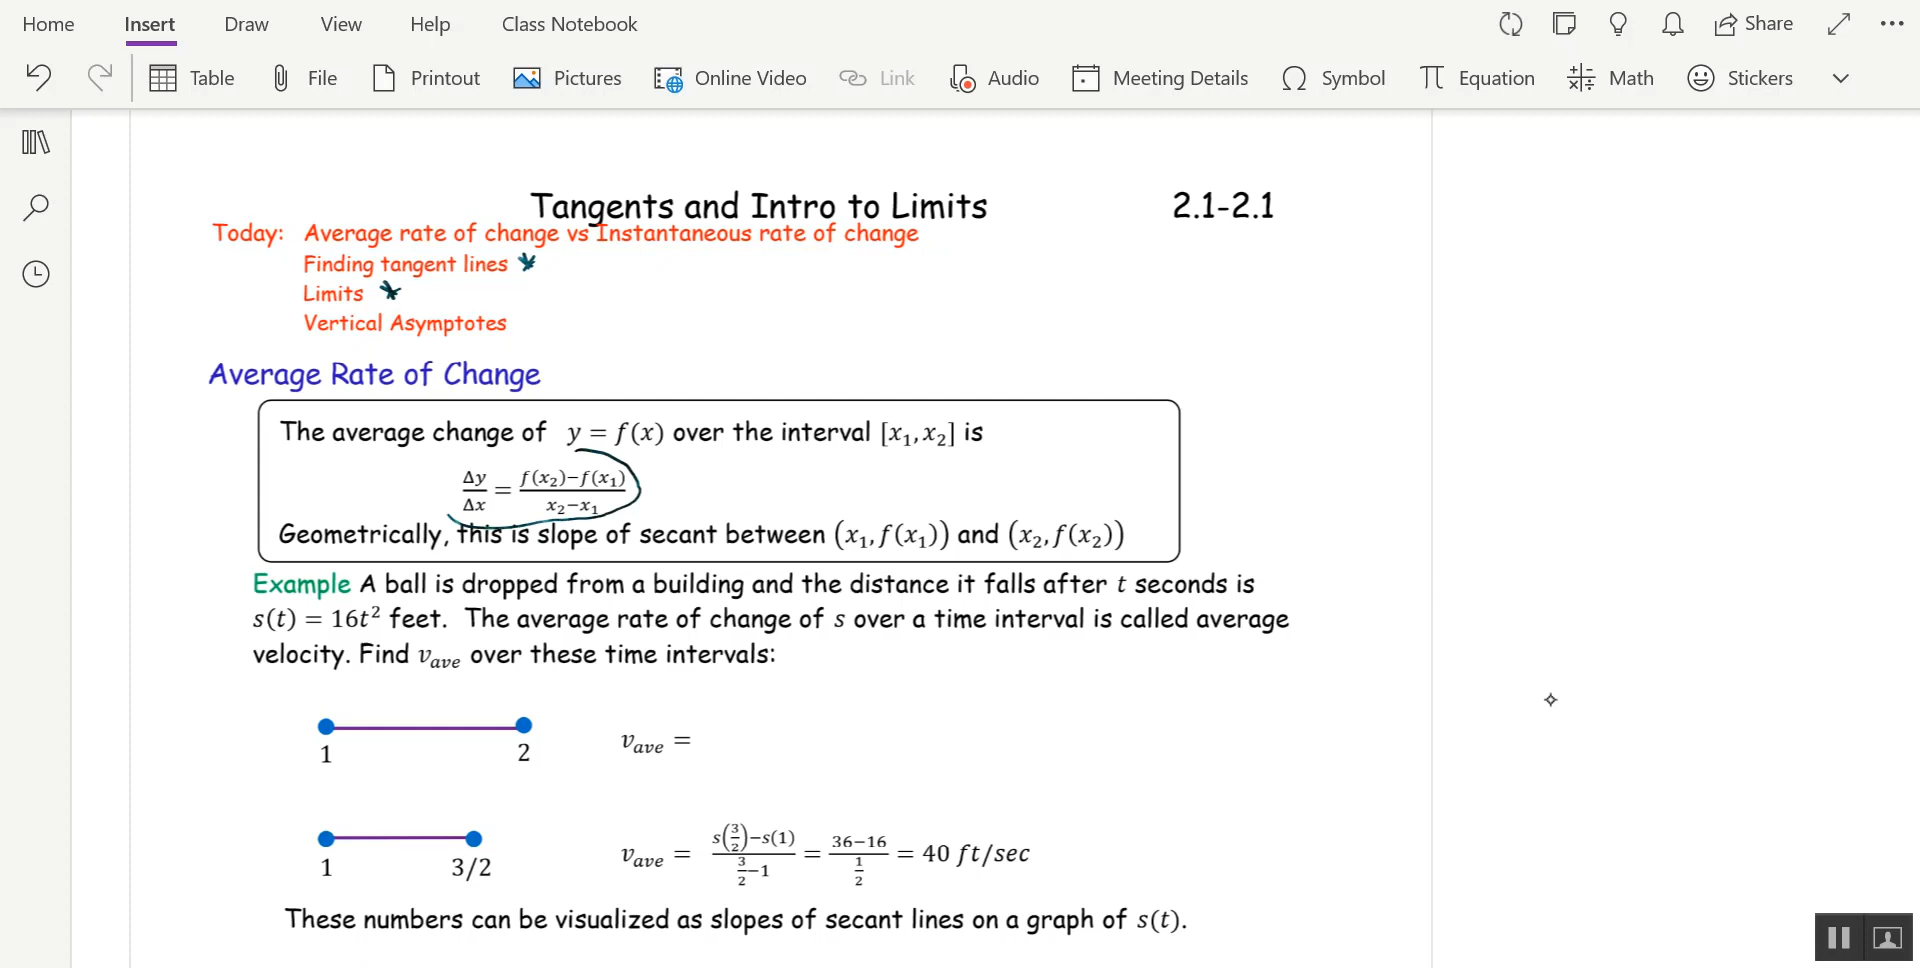 Home Insert Draw View Help Class Notebook Share
Table File Printout Pictures Online Video Link Audio Meeting Details Symbol Equation Math Stickers
Tangents and Intro to Limits 2.1-2.1
Today: Average rate of change vs Instantaneous rate of change
Finding tangent lines
Limits
Vertical Asymptotes
Average Rate of Change
The average change of y = f(x) over the interval [x₁, x₂] is
Δy/Δx = (f(x₂)−f(x₁))/(x₂−x₁)
Geometrically, this is slope of secant between (x₁, f(x₁)) and (x₂, f(x₂))
Example A ball is dropped from a building and the distance it falls after t seconds is
s(t) = 16t² feet. The average rate of change of s over a time interval is called average
velocity. Find v_ave over these time intervals:
1 2 v_ave =
1 3/2 v_ave = (s(3/2)−s(1))/(3/2−1) = (36−16)/(1/2) = 40 ft/sec
These numbers can be visualized as slopes of secant lines on a graph of s(t).